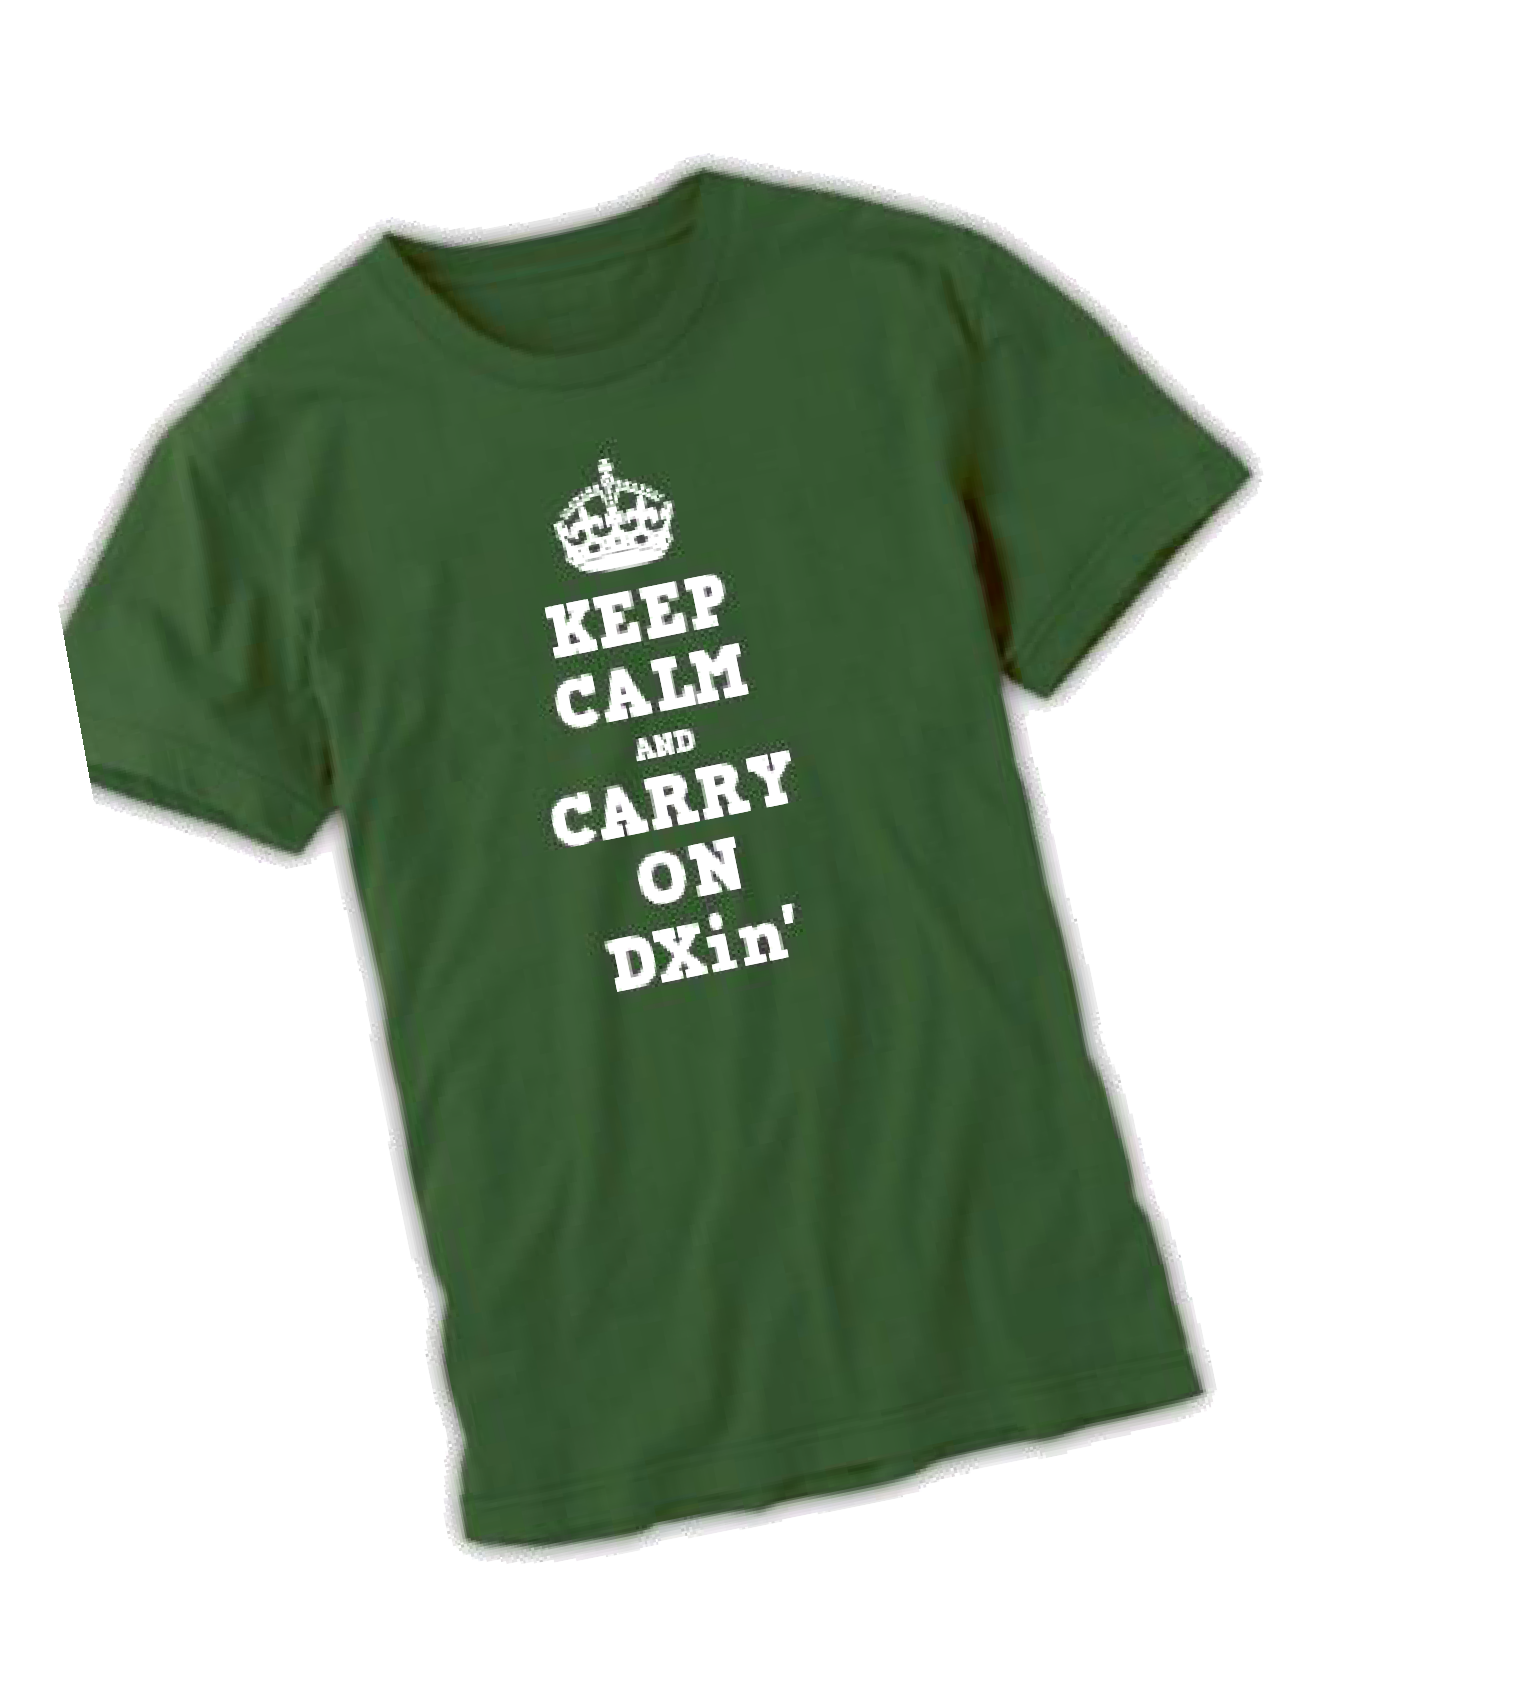 KEEP
CALM
AND
CARRY
ON
DXin'